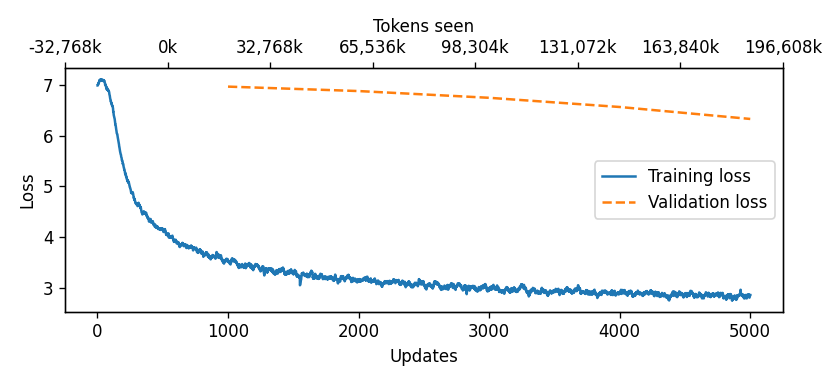 Tokens seen
-32,768k 0k 32,768k 65,536k 98,304k 131,072k 163,840k 196,608k
7
6
5
4
3
Loss
Training loss
Validation loss
0 1000 2000 3000 4000 5000
Updates